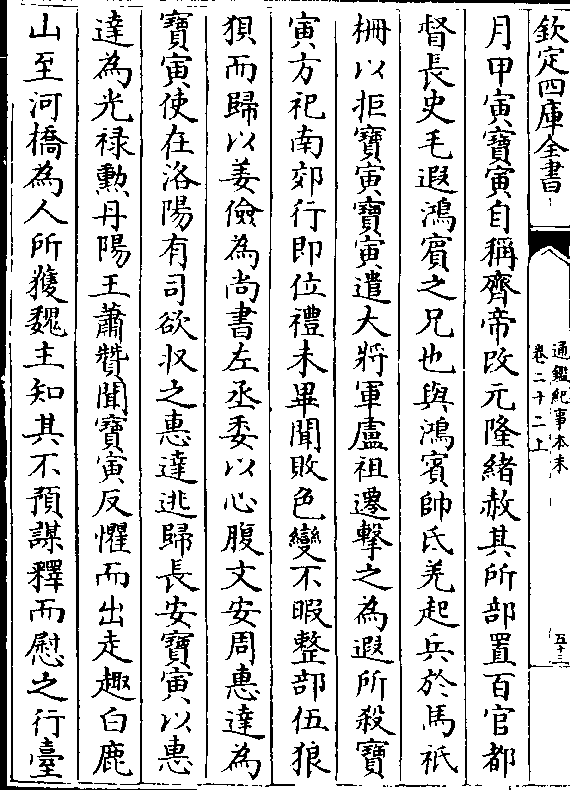 欽定四庫全書
通鑑紀事本末
卷二十二上
五十三
月甲寅寶寅自稱齊帝改元隆緒赦其所部置百官都
督長史毛遐鴻賓之兄也與鴻賓帥氏羌起兵於馬祇
柵以拒寶寅寶寅遣大將軍盧祖遷擊之為遐所殺寶
寅方祀南郊行即位禮未畢聞敗色變不暇整部伍狼
狽而歸以姜儉為尚書左丞委以心腹文安周惠達為
寶寅使在洛陽有司欲收之惠達逃歸長安寶寅以惠
達為光禄勲丹陽王蕭贊聞寶寅反懼而出走趣白鹿
山至河橋為人所獲魏主知其不預謀釋而慰之行臺